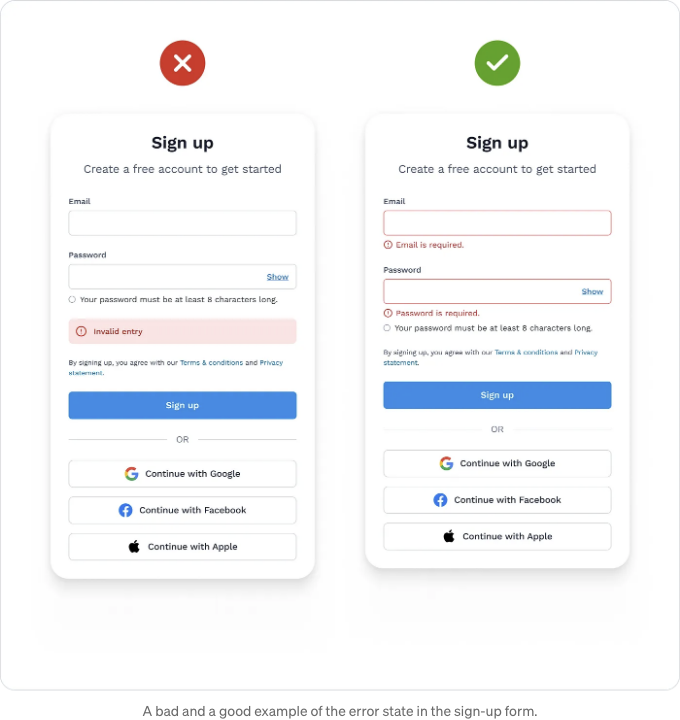 Sign up
Create a free account to get started
Email
Password
Show
Your password must be at least 8 characters long.
Invalid entry
By signing up, you agree with our Terms & conditions and Privacy
statement.
Sign up
OR
Continue with Google
Continue with Facebook
Continue with Apple
Sign up
Create a free account to get started
Email
Email is required.
Password
Show
Password is required.
Your password must be at least 8 characters long.
By signing up, you agree with our Terms & conditions and Privacy
statement.
Sign up
OR
Continue with Google
Continue with Facebook
Continue with Apple
A bad and a good example of the error state in the sign-up form.